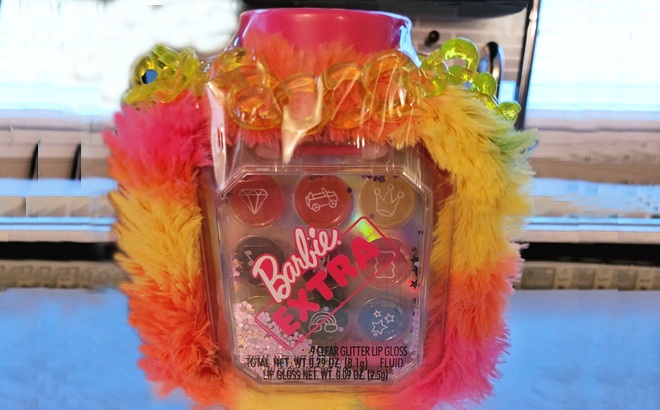 Barbie
EXTRA
9 CLEAR GLITTER LIP GLOSS
TOTAL NET. WT 0.29 OZ. (8.1g) FLUID
LIP GLOSS NET. WT. 0.09 OZ. (2.5g)